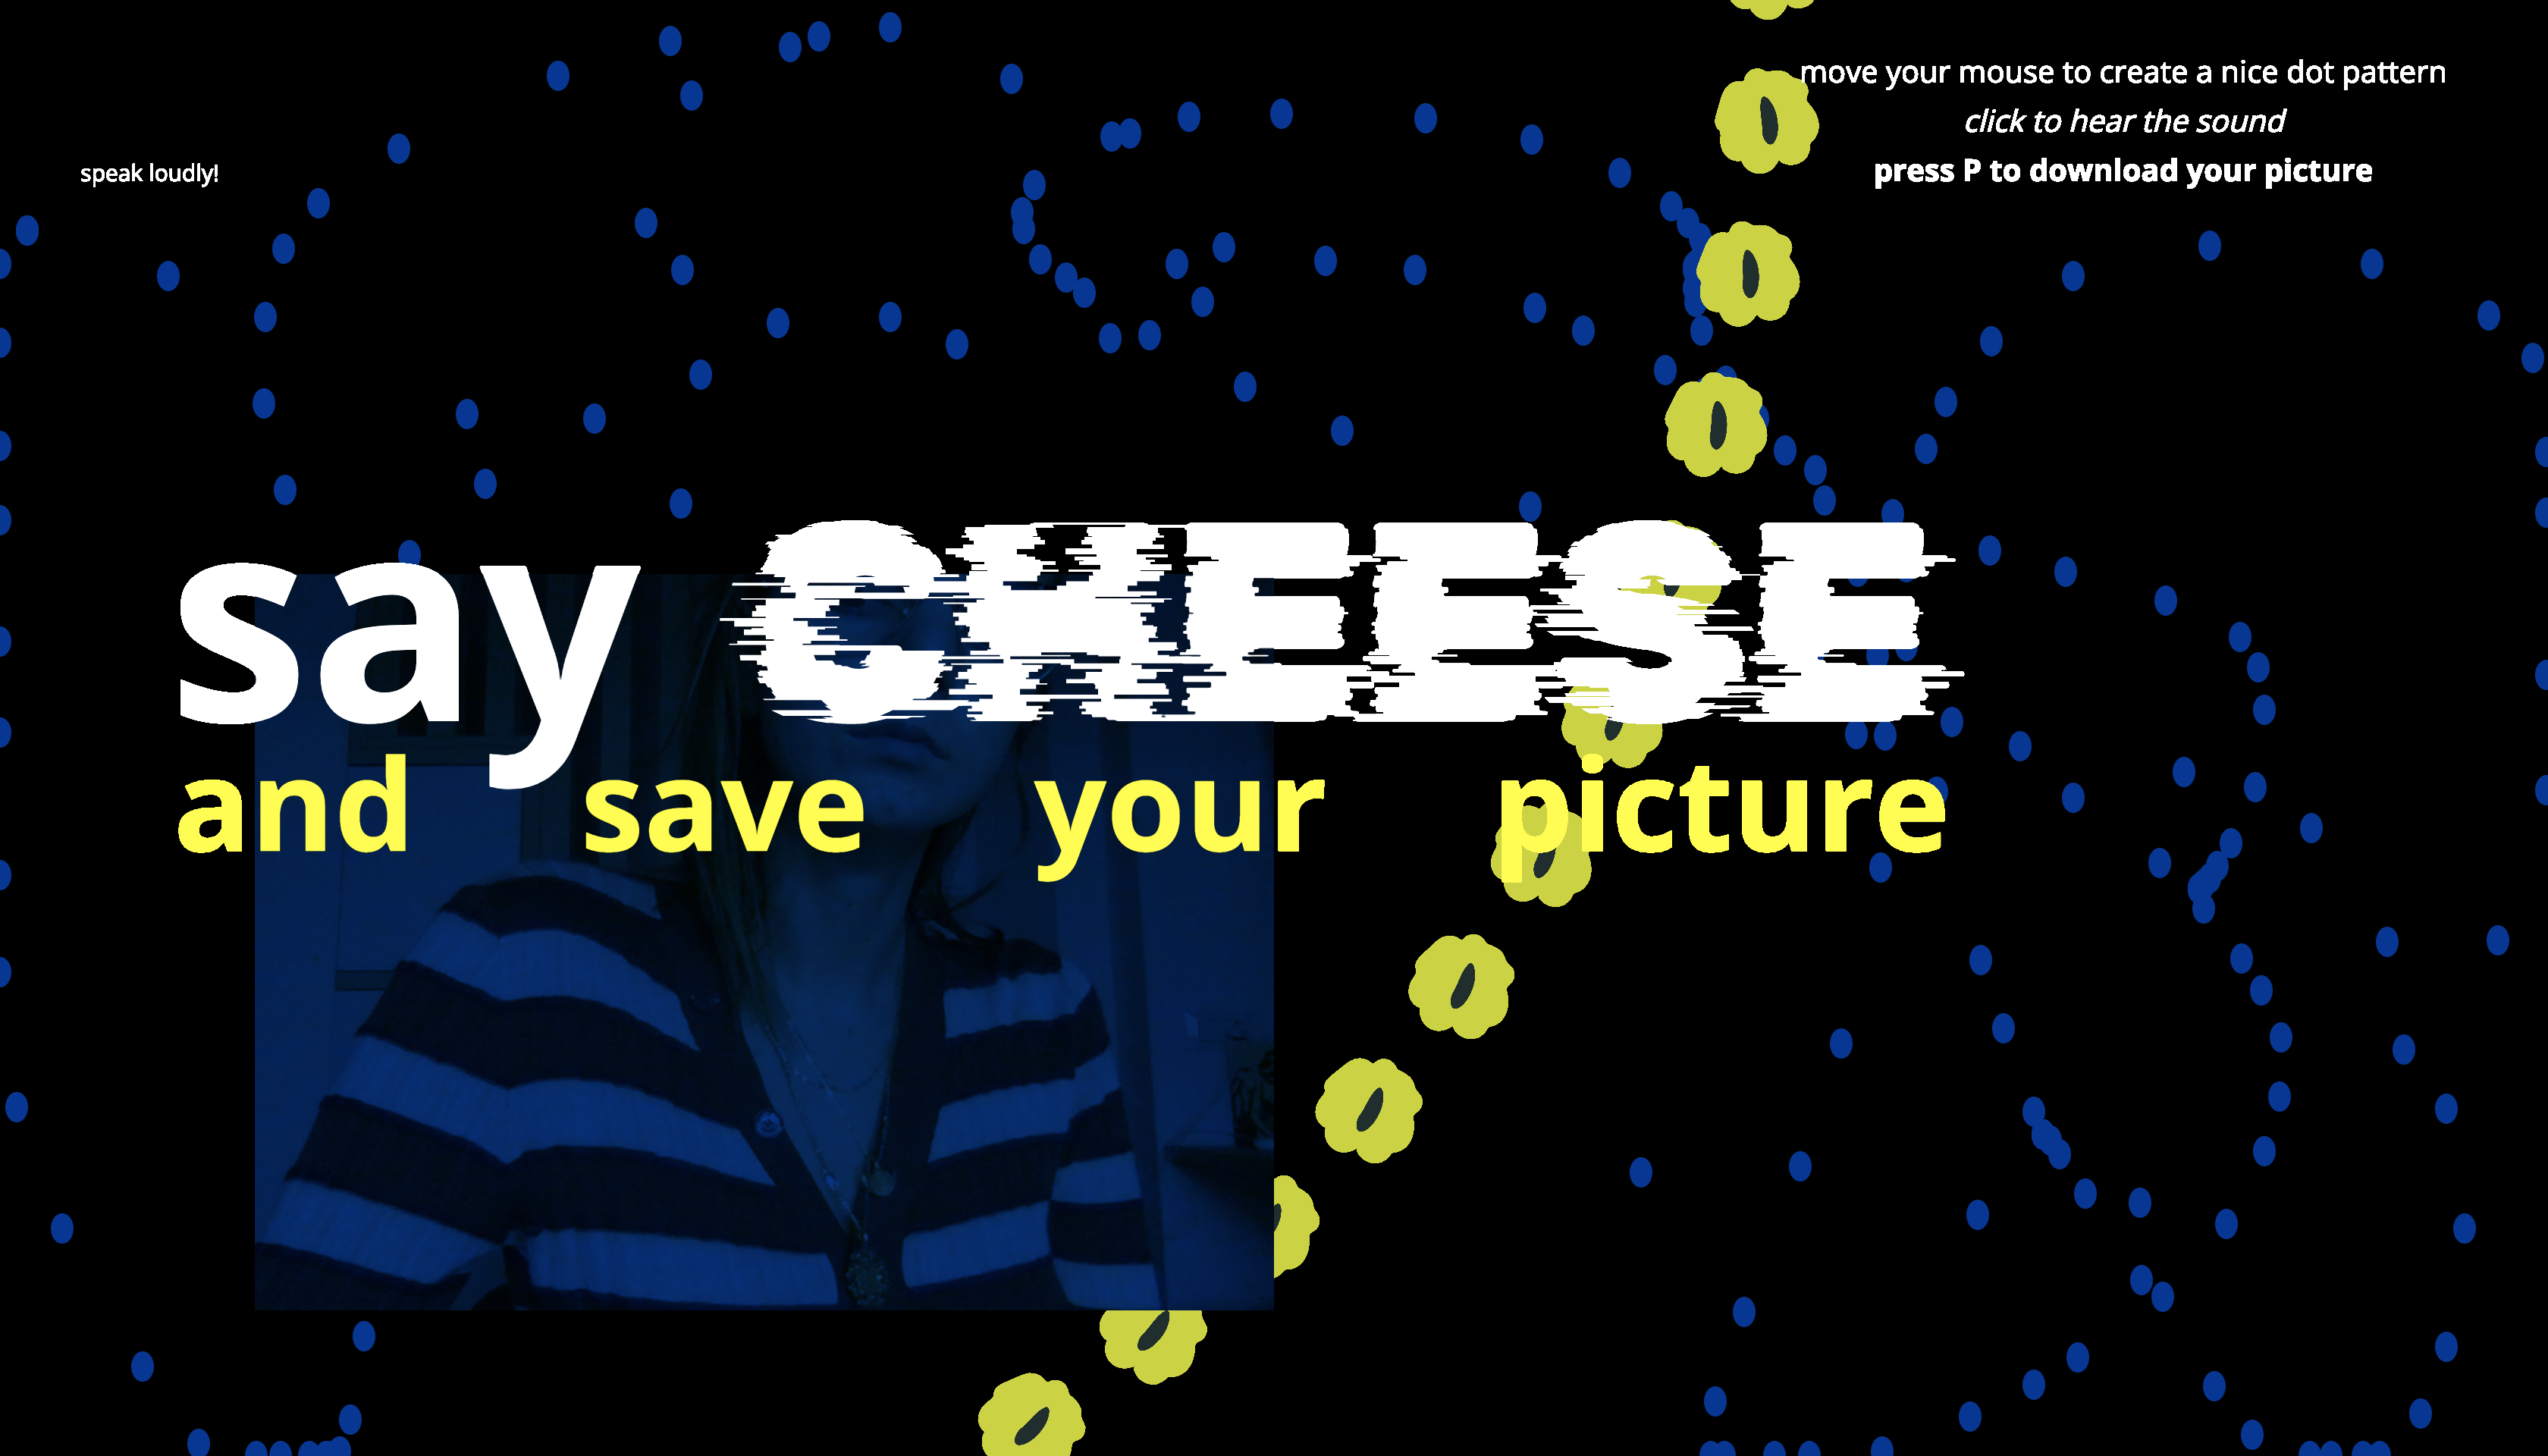 move your mouse to create a nice dot pattern
click to hear the sound
press P to download your picture
speak loudly!
say CHEESE
and save your picture